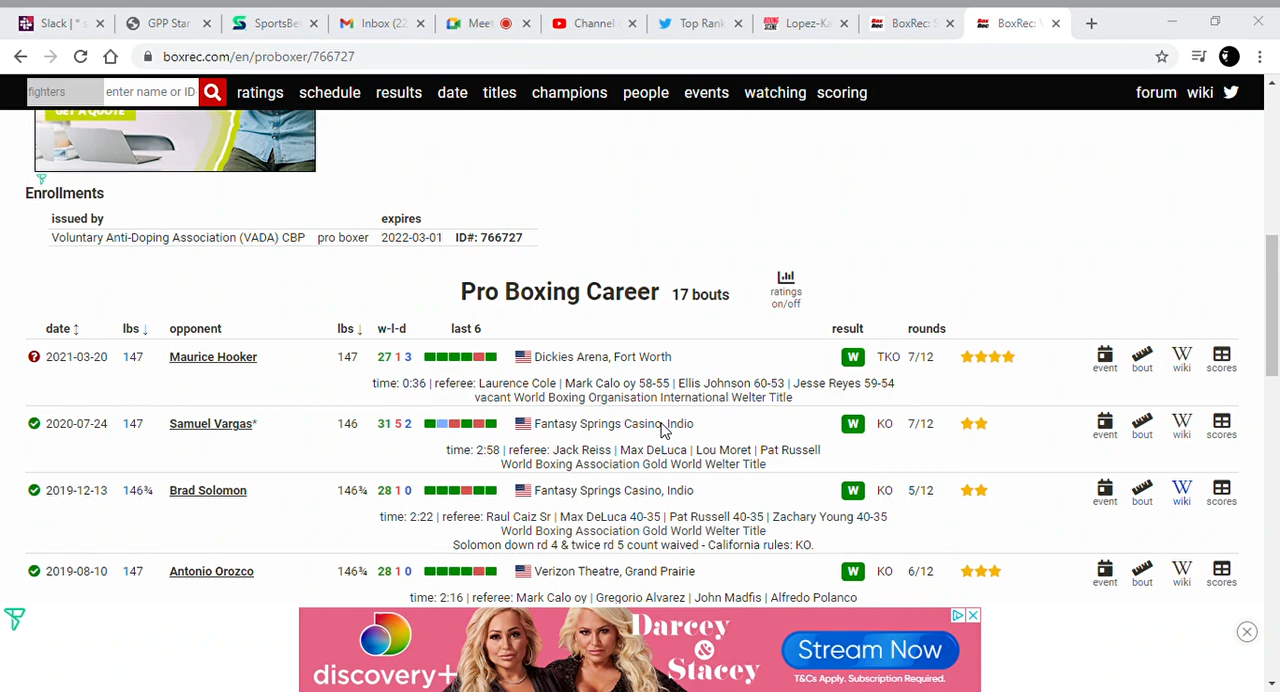 Slack | * s
GPP Star
SportsBe
Inbox (22
Meet
Channel
Top Rank
Lopez-Ka
BoxRec: S
BoxRec: V
boxrec.com/en/proboxer/766727
fighters enter name or ID ratings schedule results date titles champions people events watching scoring forum wiki
GET A QUOTE
Enrollments
issued by expires
Voluntary Anti-Doping Association (VADA) CBP pro boxer 2022-03-01 ID#: 766727
Pro Boxing Career 17 bouts
ratings
on/off
date lbs opponent lbs w-l-d last 6 result rounds
2021-03-20 147 Maurice Hooker 147 27 1 3 Dickies Arena, Fort Worth W TKO 7/12
event bout wiki scores
time: 0:36 | referee: Laurence Cole | Mark Calo oy 58-55 | Ellis Johnson 60-53 | Jesse Reyes 59-54
vacant World Boxing Organisation International Welter Title
2020-07-24 147 Samuel Vargas* 146 31 5 2 Fantasy Springs Casino, Indio W KO 7/12
event bout wiki scores
time: 2:58 | referee: Jack Reiss | Max DeLuca | Lou Moret | Pat Russell
World Boxing Association Gold World Welter Title
2019-12-13 146¾ Brad Solomon 146¾ 28 1 0 Fantasy Springs Casino, Indio W KO 5/12
event bout wiki scores
time: 2:22 | referee: Raul Caiz Sr | Max DeLuca 40-35 | Pat Russell 40-35 | Zachary Young 40-35
World Boxing Association Gold World Welter Title
Solomon down rd 4 & twice rd 5 count waived - California rules: KO.
2019-08-10 147 Antonio Orozco 146¾ 28 1 0 Verizon Theatre, Grand Prairie W KO 6/12
event bout wiki scores
time: 2:16 | referee: Mark Calo oy | Gregorio Alvarez | John Madfis | Alfredo Polanco
discovery+
Darcey
&
Stacey
Stream Now
T&Cs Apply. Subscription Required.